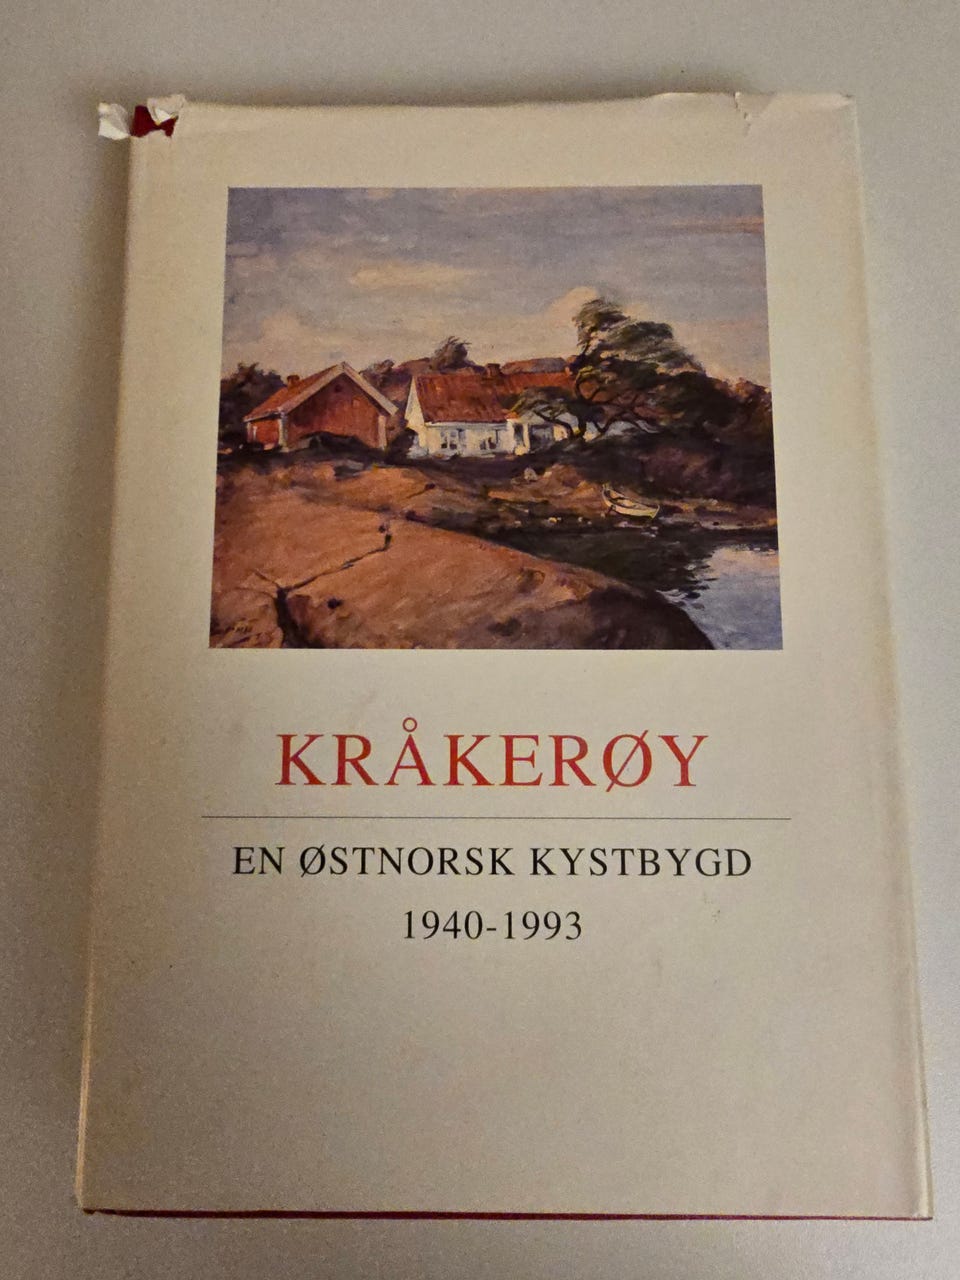 KRÅKERØY
EN ØSTNORSK KYSTBYGD
1940-1993